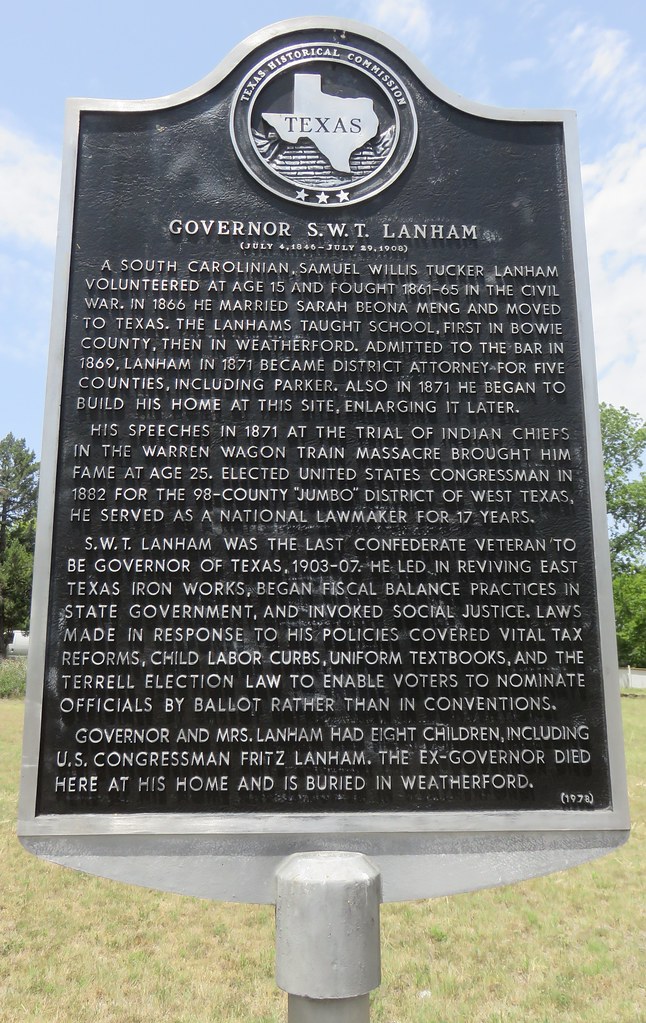 TEXAS HISTORICAL COMMISSION
TEXAS
GOVERNOR S.W.T. LANHAM
(JULY 4, 1846–JULY 29, 1908)
A SOUTH CAROLINIAN, SAMUEL WILLIS TUCKER LANHAM
VOLUNTEERED AT AGE 15 AND FOUGHT 1861–65 IN THE CIVIL
WAR. IN 1866 HE MARRIED SARAH BEONA MENG AND MOVED
TO TEXAS. THE LANHAMS TAUGHT SCHOOL, FIRST IN BOWIE
COUNTY, THEN IN WEATHERFORD. ADMITTED TO THE BAR IN
1869, LANHAM IN 1871 BECAME DISTRICT ATTORNEY FOR FIVE
COUNTIES, INCLUDING PARKER. ALSO IN 1871 HE BEGAN TO
BUILD HIS HOME AT THIS SITE, ENLARGING IT LATER.
HIS SPEECHES IN 1871 AT THE TRIAL OF INDIAN CHIEFS
IN THE WARREN WAGON TRAIN MASSACRE BROUGHT HIM
FAME AT AGE 25. ELECTED UNITED STATES CONGRESSMAN IN
1882 FOR THE 98–COUNTY "JUMBO" DISTRICT OF WEST TEXAS,
HE SERVED AS A NATIONAL LAWMAKER FOR 17 YEARS.
S.W.T. LANHAM WAS THE LAST CONFEDERATE VETERAN TO
BE GOVERNOR OF TEXAS, 1903–07. HE LED IN REVIVING EAST
TEXAS IRON WORKS, BEGAN FISCAL BALANCE PRACTICES IN
STATE GOVERNMENT, AND INVOKED SOCIAL JUSTICE. LAWS
MADE IN RESPONSE TO HIS POLICIES COVERED VITAL TAX
REFORMS, CHILD LABOR CURBS, UNIFORM TEXTBOOKS, AND THE
TERRELL ELECTION LAW TO ENABLE VOTERS TO NOMINATE
OFFICIALS BY BALLOT RATHER THAN IN CONVENTIONS.
GOVERNOR AND MRS. LANHAM HAD EIGHT CHILDREN, INCLUDING
U.S. CONGRESSMAN FRITZ LANHAM. THE EX-GOVERNOR DIED
HERE AT HIS HOME AND IS BURIED IN WEATHERFORD.
(1978)